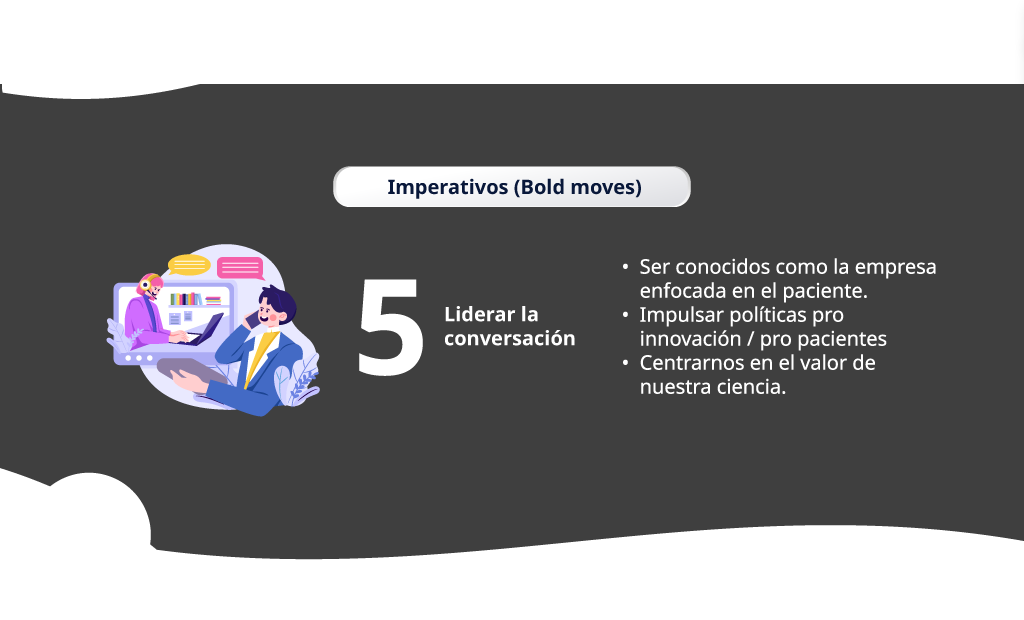 Imperativos (Bold moves)
5
Liderar la
conversación
• Ser conocidos como la empresa
enfocada en el paciente.
• Impulsar políticas pro
innovación / pro pacientes
• Centrarnos en el valor de
nuestra ciencia.